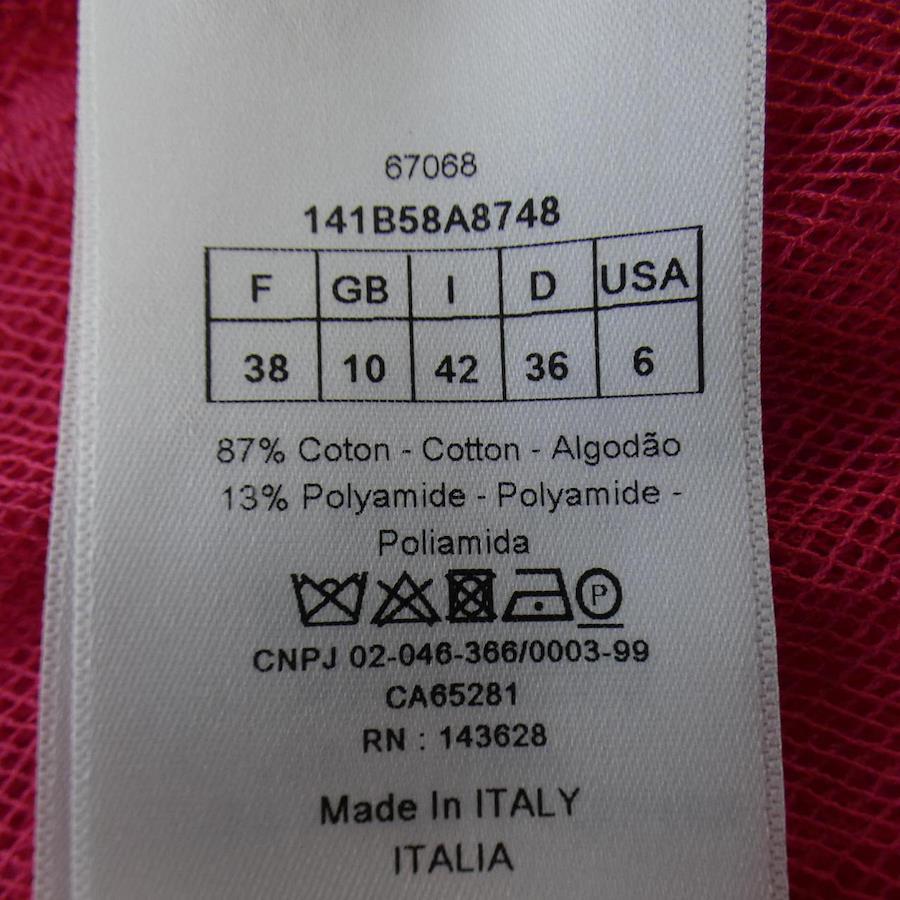 67068
141B58A8748
F GB I D USA
38 10 42 36 6
87% Coton - Cotton - Algodão
13% Polyamide - Polyamide -
Poliamida
P
CNPJ 02-046-366/0003-99
CA65281
RN : 143628
Made In ITALY
ITALIA